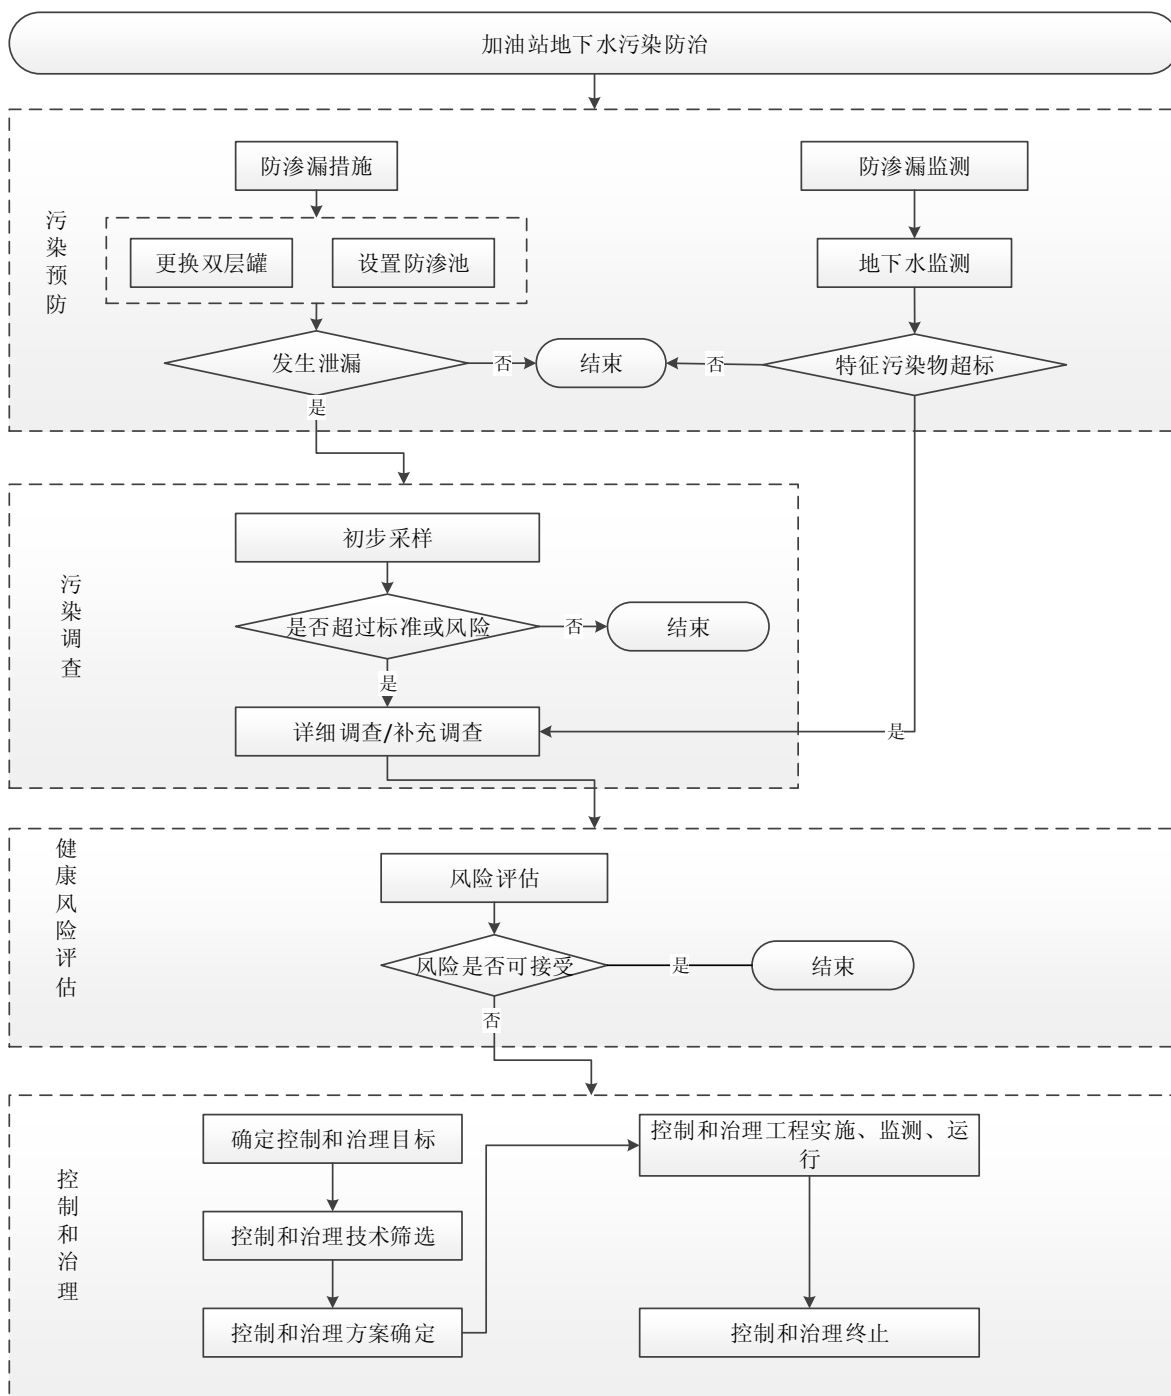 加油站地下水污染防治
污染预防
防渗漏措施
防渗漏监测
更换双层罐
设置防渗池
地下水监测
发生泄漏
否
结束
否
特征污染物超标
是
污染调查
初步采样
是否超过标准或风险
否
结束
是
详细调查/补充调查
是
健康风险评估
风险评估
风险是否可接受
是
结束
否
控制和治理
确定控制和治理目标
控制和治理技术筛选
控制和治理方案确定
控制和治理工程实施、监测、运
行
控制和治理终止